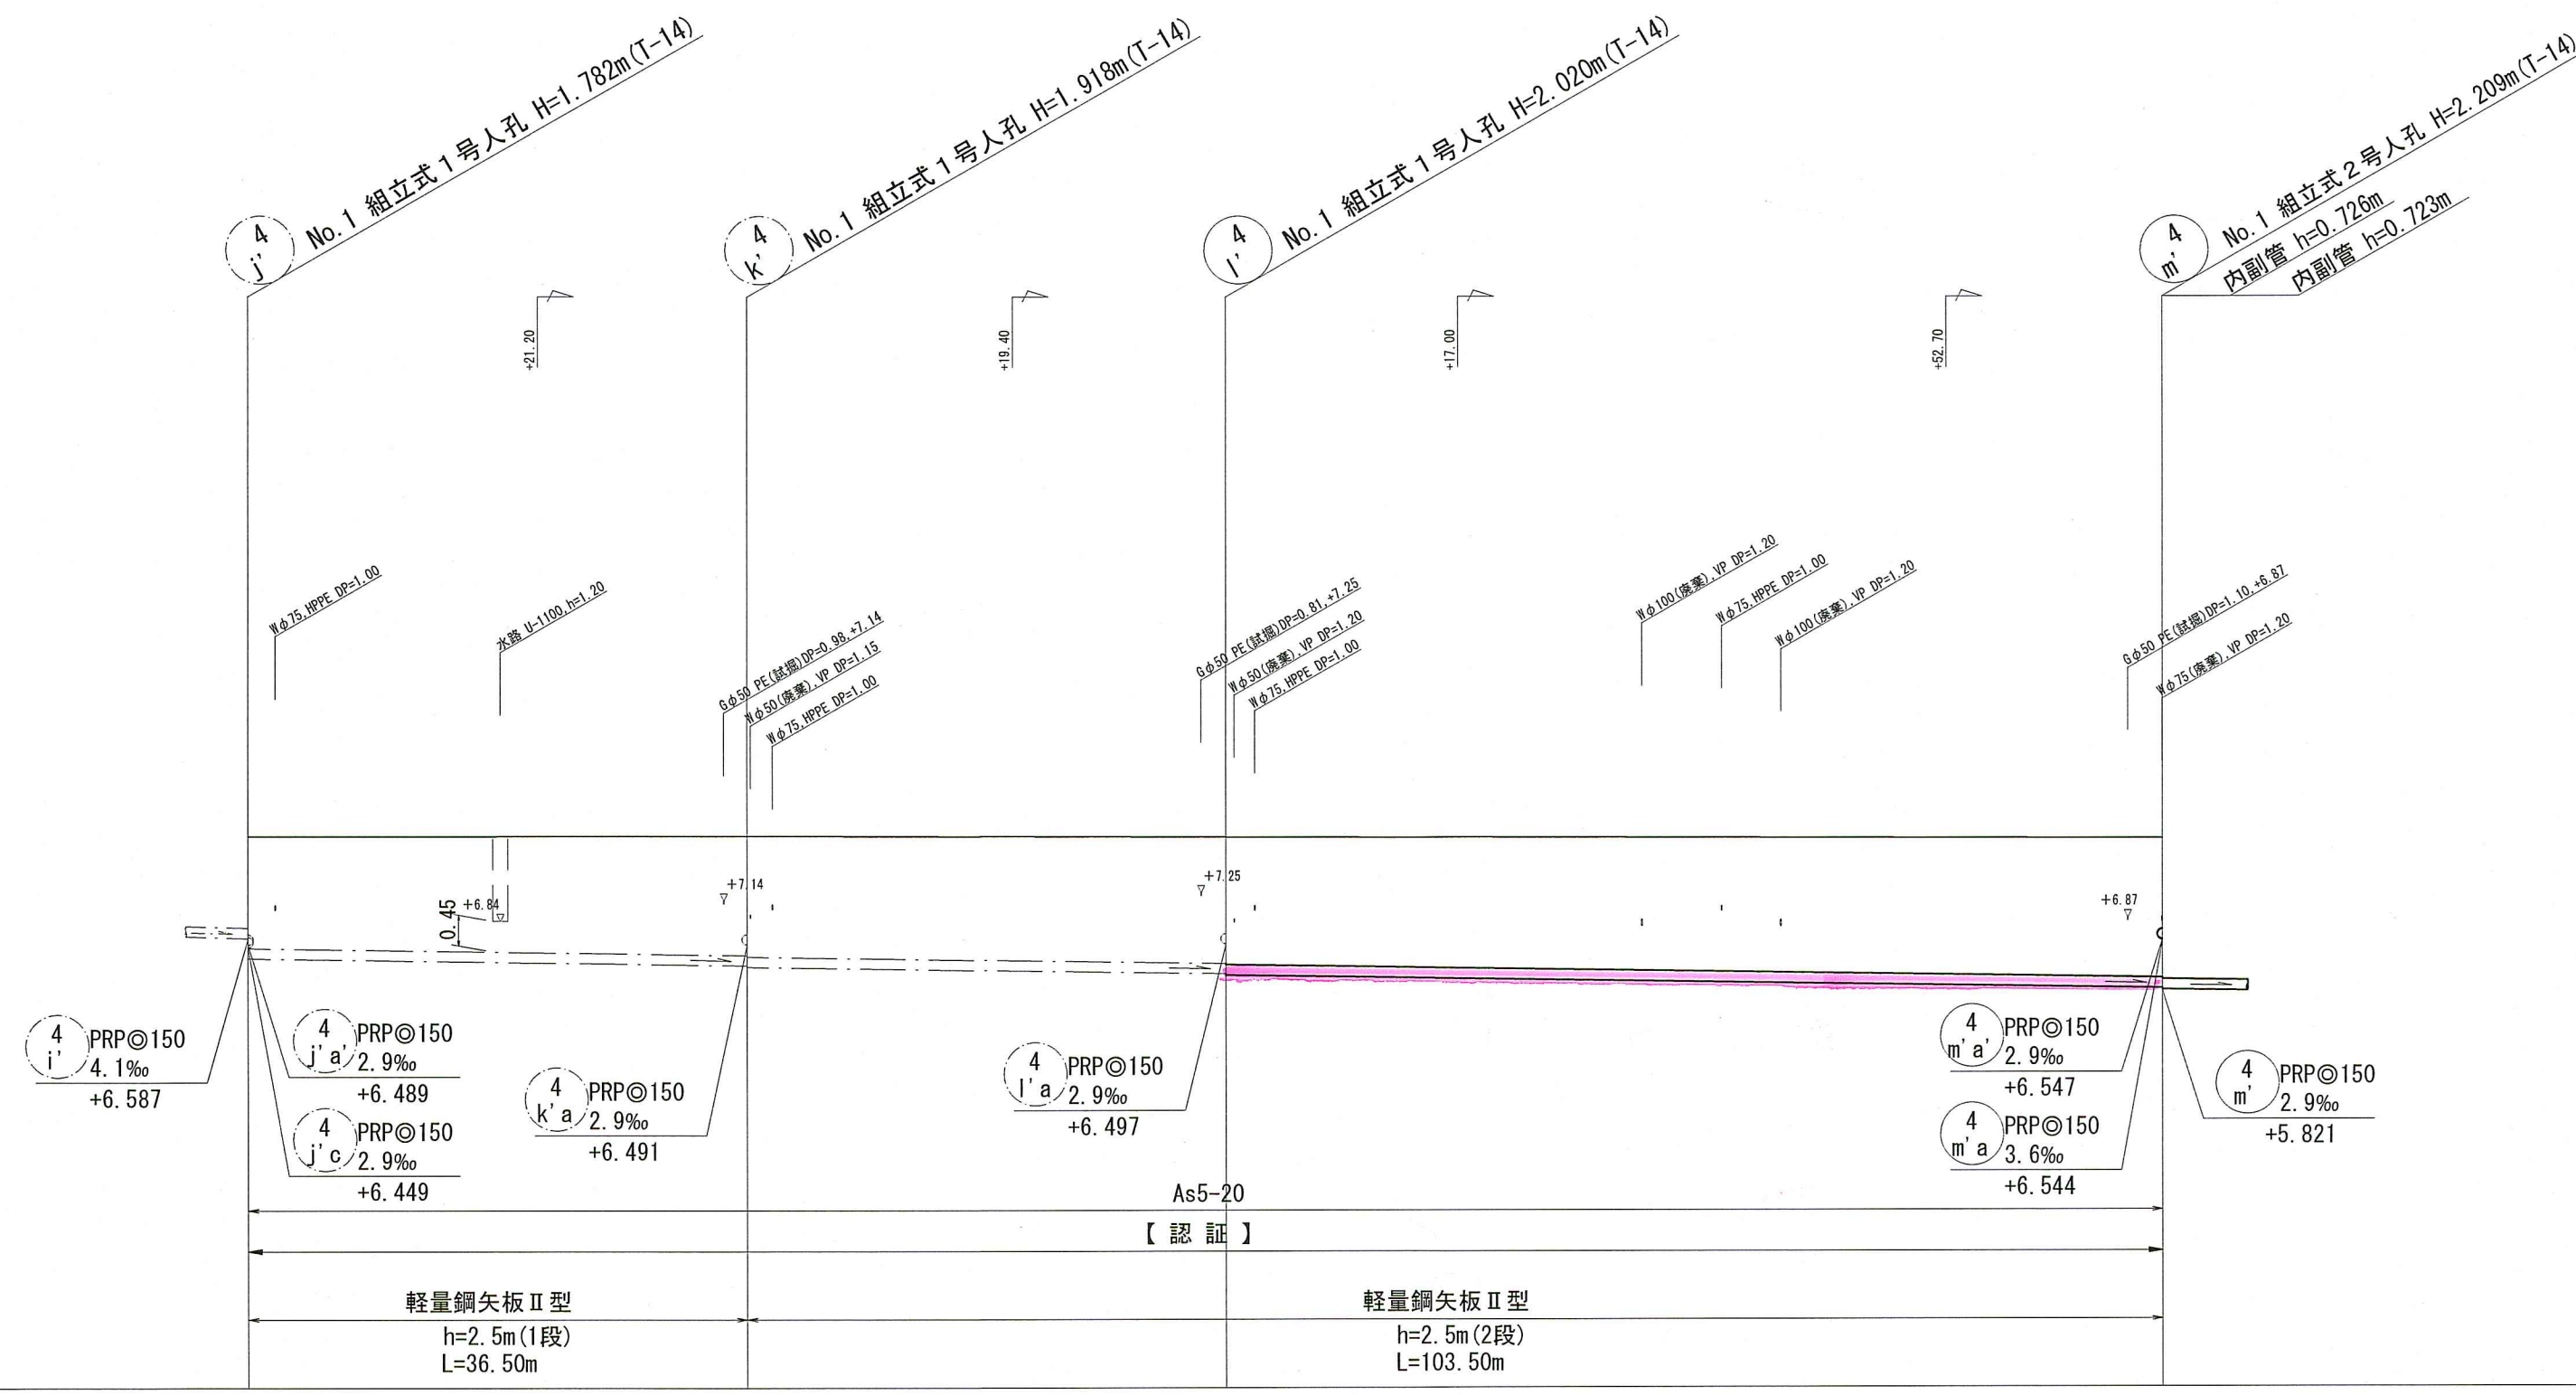 4
j'
No.1 組立式1号人孔 H=1.782m(T-14)
4
k'
No.1 組立式1号人孔 H=1.918m(T-14)
4
l'
No.1 組立式1号人孔 H=2.020m(T-14)
4
m'
No.1 組立式2号人孔 H=2.209m(T-14)
内副管 h=0.726m
内副管 h=0.723m
+21.20
+19.40
+17.00
+52.70
Wφ75,HPPE DP=1.00
水路 U-1100,h=1.20
Gφ50 PE(試掘)DP=0.98,+7.14
Wφ50(廃棄),VP DP=1.15
Wφ75,HPPE DP=1.00
Gφ50 PE(試掘)DP=0.81,+7.25
Wφ50(廃棄),VP DP=1.20
Wφ75,HPPE DP=1.00
Wφ100(廃棄),VP DP=1.20
Wφ75,HPPE DP=1.00
Wφ100(廃棄),VP DP=1.20
Gφ50 PE(試掘)DP=1.10,+6.87
Wφ75(廃棄),VP DP=1.20
0.45
+6.84
+7.14
+7.25
+6.87
4
i'
PRP◎150
4.1‰
+6.587
4
j'a'
PRP◎150
2.9‰
+6.489
4
j'c
PRP◎150
2.9‰
+6.449
4
k'a
PRP◎150
2.9‰
+6.491
4
l'a
PRP◎150
2.9‰
+6.497
4
m'a'
PRP◎150
2.9‰
+6.547
4
m'a
PRP◎150
3.6‰
+6.544
4
m'
PRP◎150
2.9‰
+5.821
As5-20
【 認 証 】
軽量鋼矢板Ⅱ型
h=2.5m(1段)
L=36.50m
軽量鋼矢板Ⅱ型
h=2.5m(2段)
L=103.50m